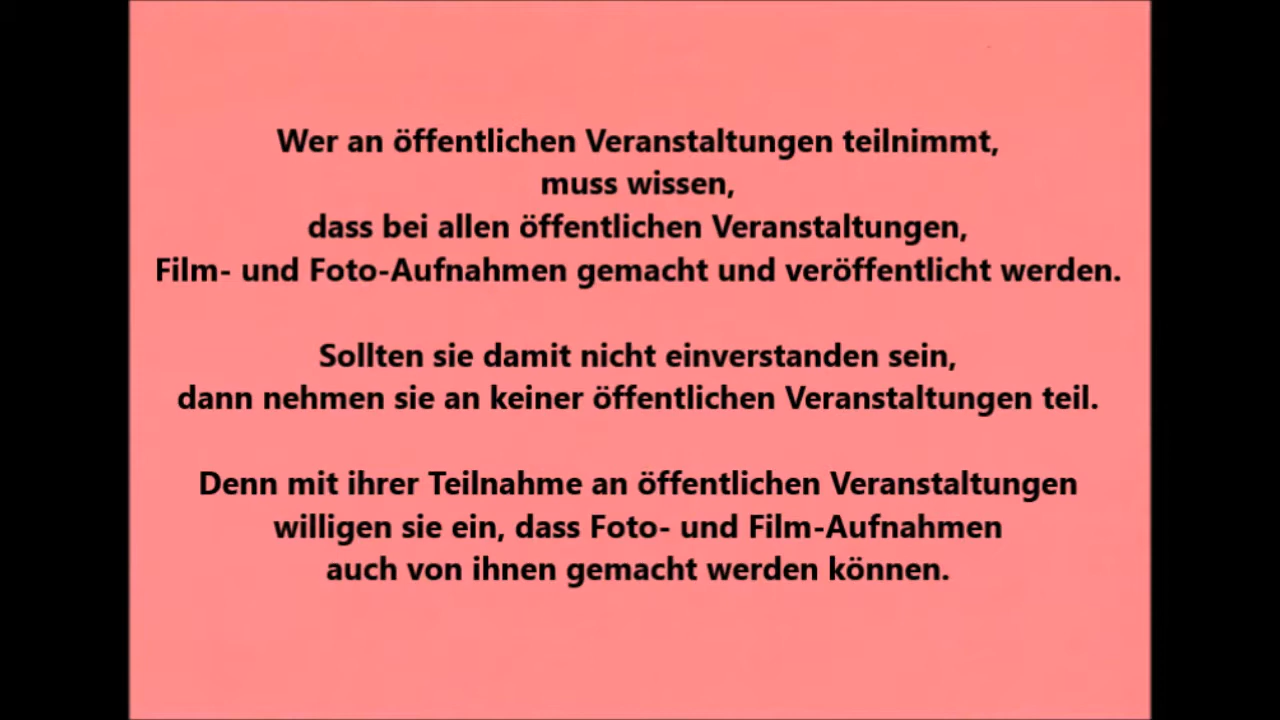 Wer an öffentlichen Veranstaltungen teilnimmt,
muss wissen,
dass bei allen öffentlichen Veranstaltungen,
Film- und Foto-Aufnahmen gemacht und veröffentlicht werden.
Sollten sie damit nicht einverstanden sein,
dann nehmen sie an keiner öffentlichen Veranstaltungen teil.
Denn mit ihrer Teilnahme an öffentlichen Veranstaltungen
willigen sie ein, dass Foto- und Film-Aufnahmen
auch von ihnen gemacht werden können.